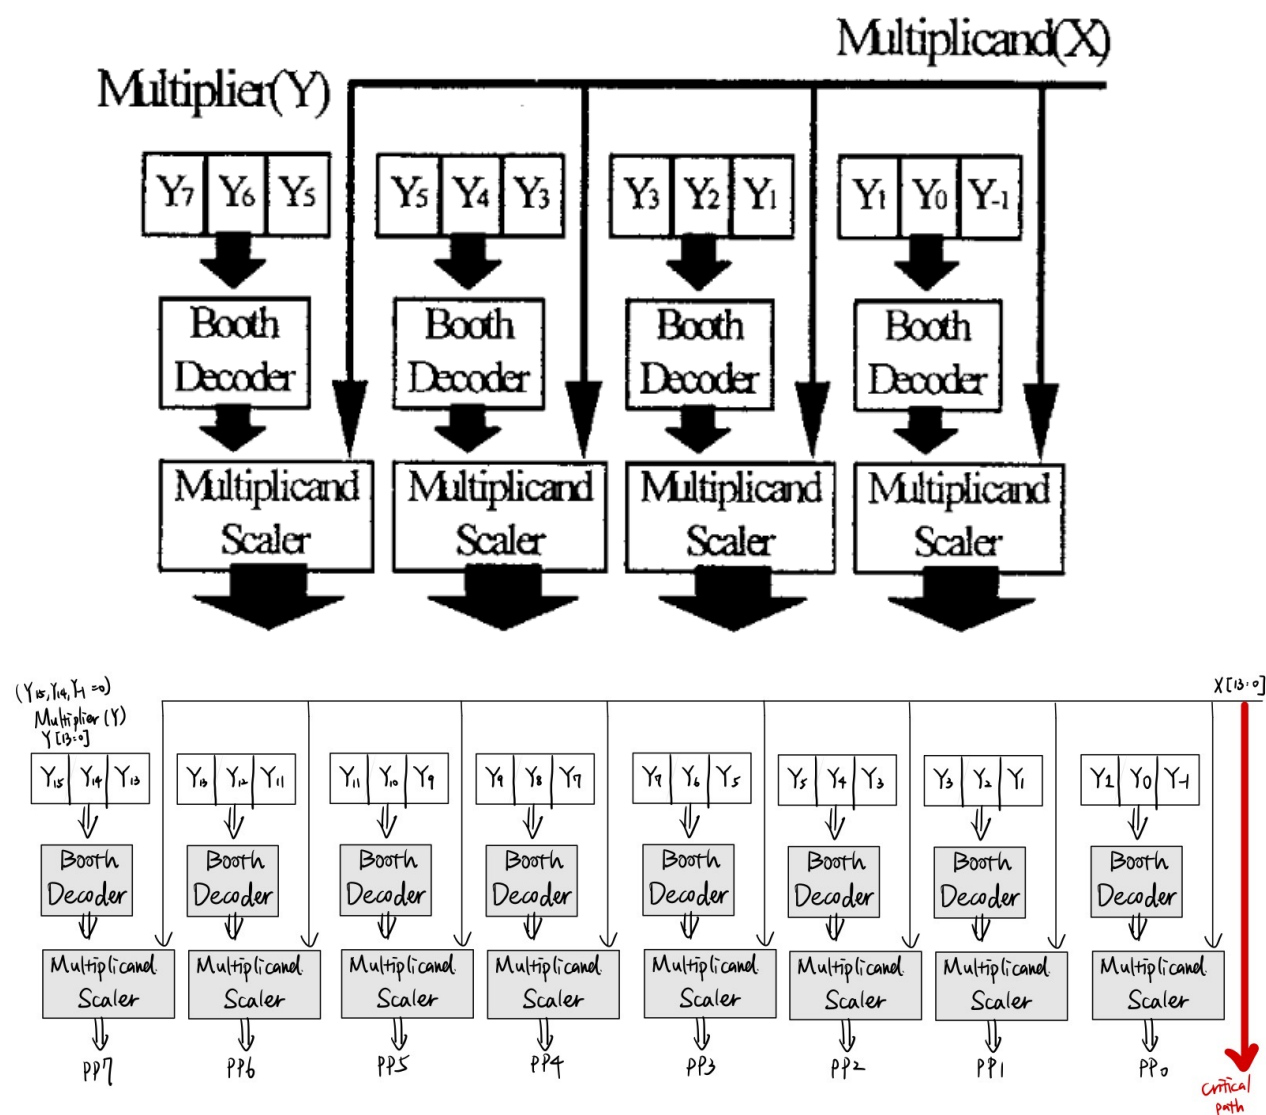 Multiplicand(X)
Multiplier(Y)
Y7 Y6 Y5 Y5 Y4 Y3 Y3 Y2 Y1 Y1 Y0 Y-1
Booth Booth Booth Booth
Decoder Decoder Decoder Decoder
Multiplicand Multiplicand Multiplicand Multiplicand
Scaler Scaler Scaler Scaler
(Y15, Y14, Y-1 = 0) X[13:0]
Multiplier (Y)
Y[13:0]
Y15 Y14 Y13 Y13 Y12 Y11 Y11 Y10 Y9 Y9 Y8 Y7 Y7 Y6 Y5 Y5 Y4 Y3 Y3 Y2 Y1 Y1 Y0 Y-1
Booth Booth Booth Booth Booth Booth Booth Booth
Decoder Decoder Decoder Decoder Decoder Decoder Decoder Decoder
Multiplicand Multiplicand Multiplicand Multiplicand Multiplicand Multiplicand Multiplicand Multiplicand
Scaler Scaler Scaler Scaler Scaler Scaler Scaler Scaler
PP7 PP6 PP5 PP4 PP3 PP2 PP1 PP0
critical
path